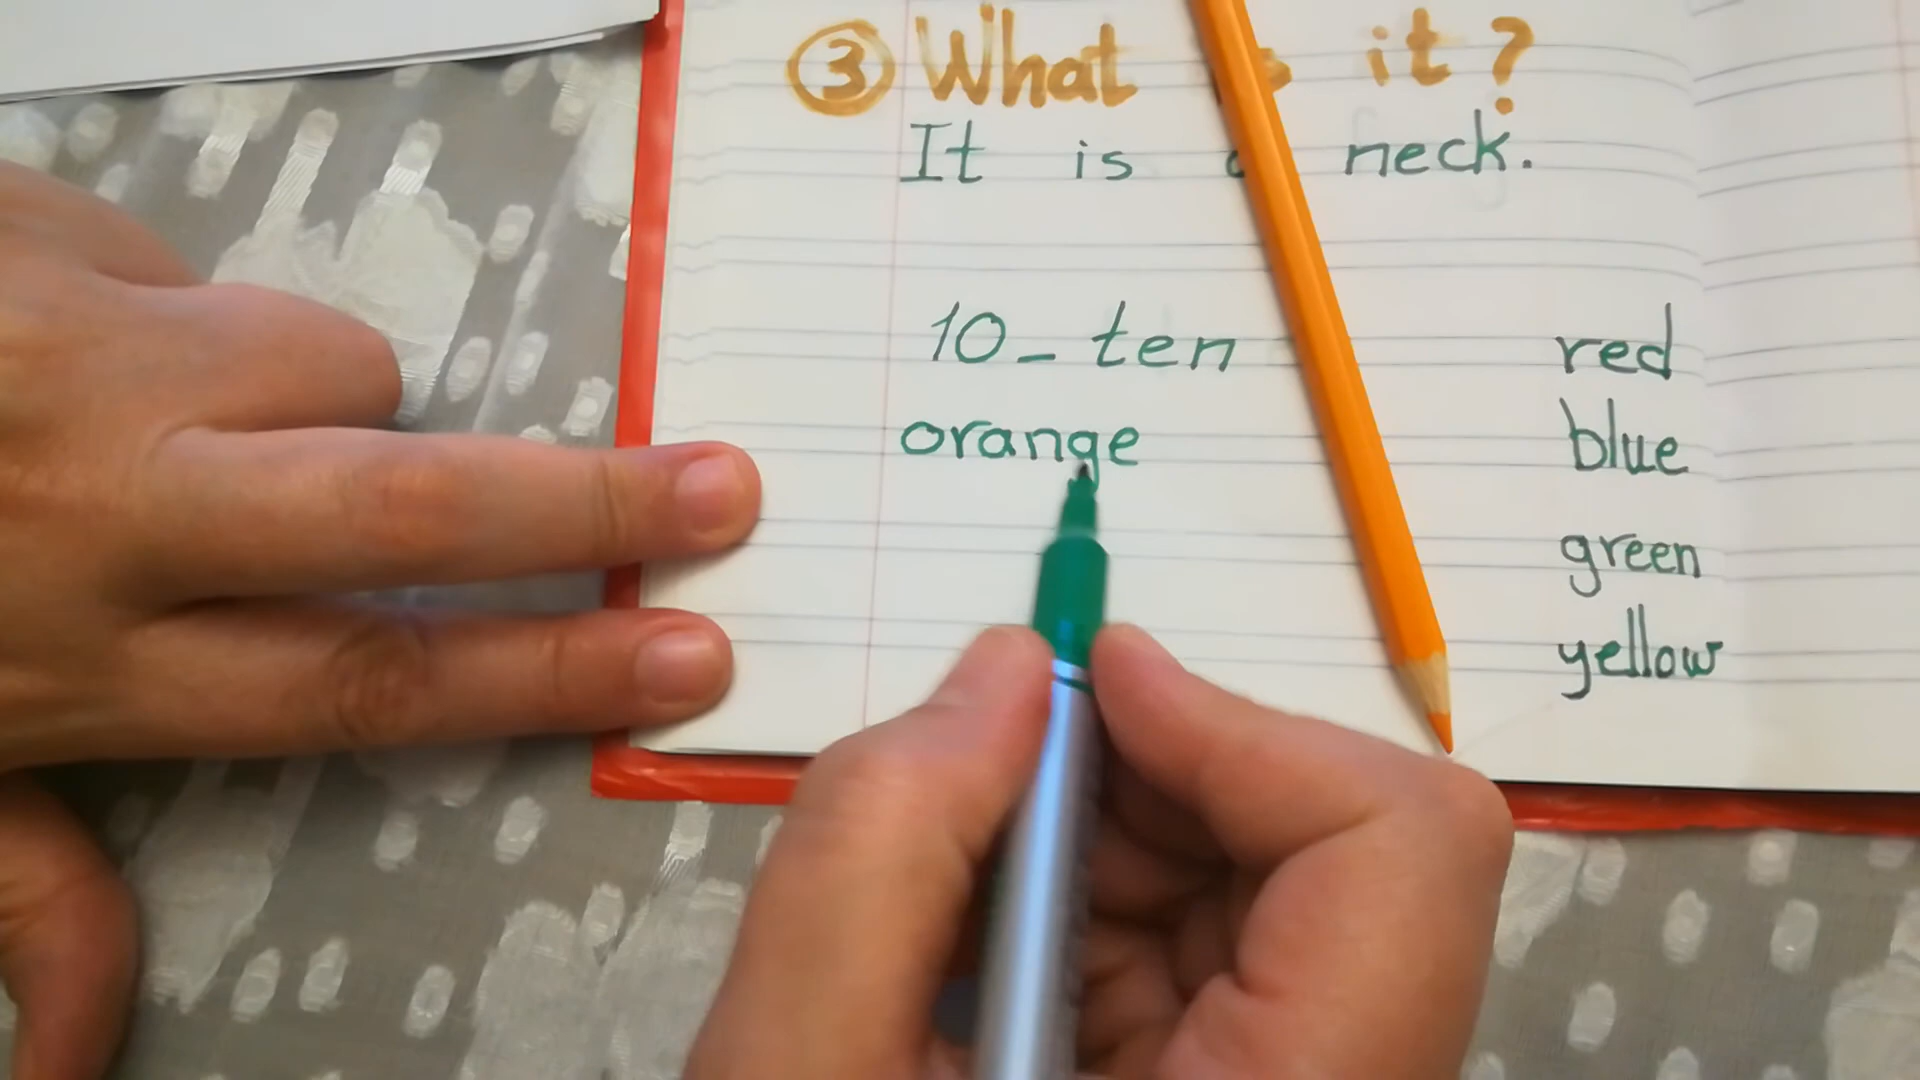 ③ What it?
It is neck.
10 - ten
orange
red
blue
green
yellow